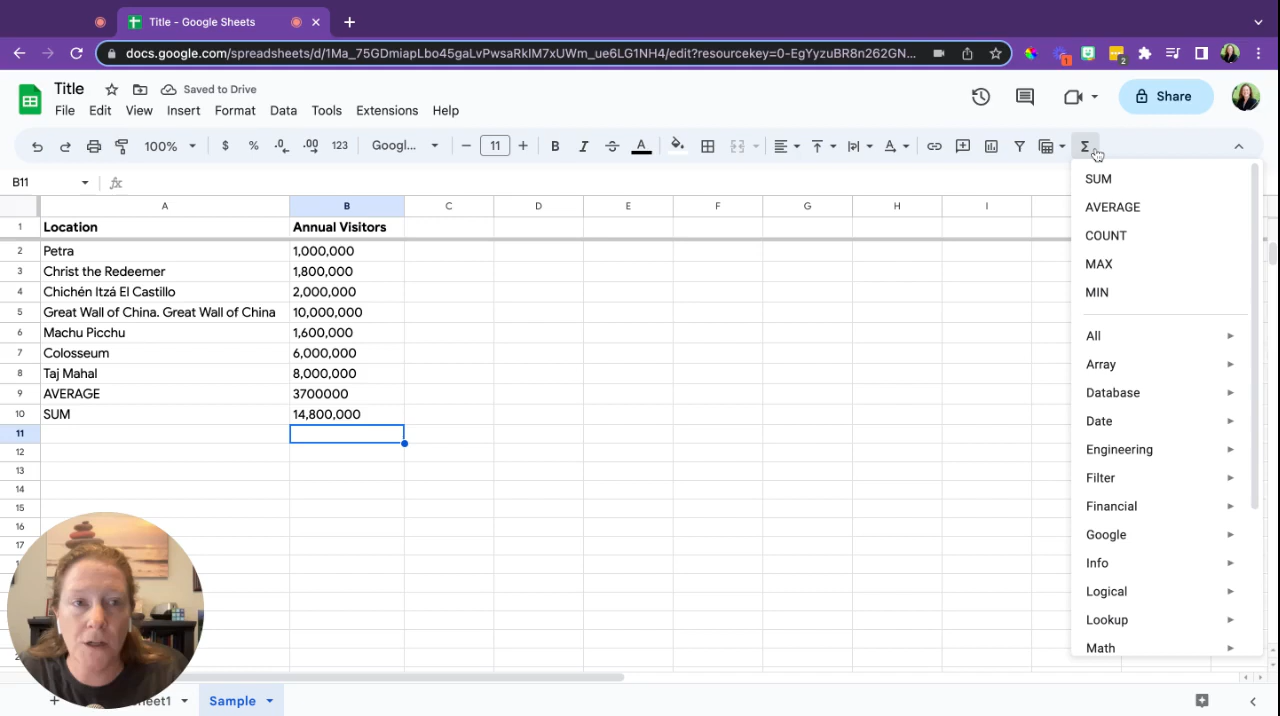 Title - Google Sheets
docs.google.com/spreadsheets/d/1Ma_75GDmiapLbo45gaLyPwsaRklM7xUWm_ue6LG1NH4/edit?resourcekey=0-EgYyzuBR8n262GN...
1
2
Title
Saved to Drive
File Edit View Insert Format Data Tools Extensions Help
Share
100% $ % .0 .00 123 Googl... 11 B I A Σ
B11 fx
A B C D E F G H I
1 Location Annual Visitors
2 Petra 1,000,000
3 Christ the Redeemer 1,800,000
4 Chichén Itzá El Castillo 2,000,000
5 Great Wall of China. Great Wall of China 10,000,000
6 Machu Picchu 1,600,000
7 Colosseum 6,000,000
8 Taj Mahal 8,000,000
9 AVERAGE 3700000
10 SUM 14,800,000
11
12
13
14
15
16
17
SUM
AVERAGE
COUNT
MAX
MIN
All
Array
Database
Date
Engineering
Filter
Financial
Google
Info
Logical
Lookup
Math
Sample